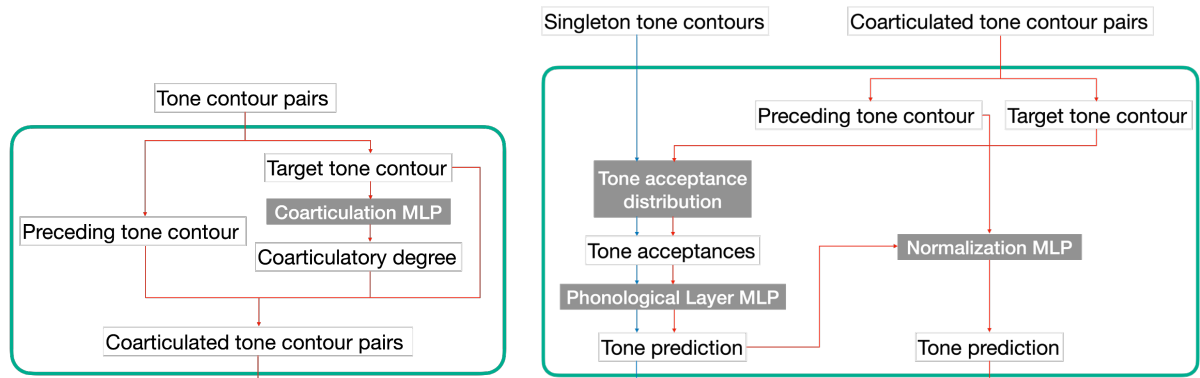 Tone contour pairs
Target tone contour
Coarticulation MLP
Preceding tone contour
Coarticulatory degree
Coarticulated tone contour pairs
Singleton tone contours
Coarticulated tone contour pairs
Preceding tone contour
Target tone contour
Tone acceptance
distribution
Tone acceptances
Normalization MLP
Phonological Layer MLP
Tone prediction
Tone prediction